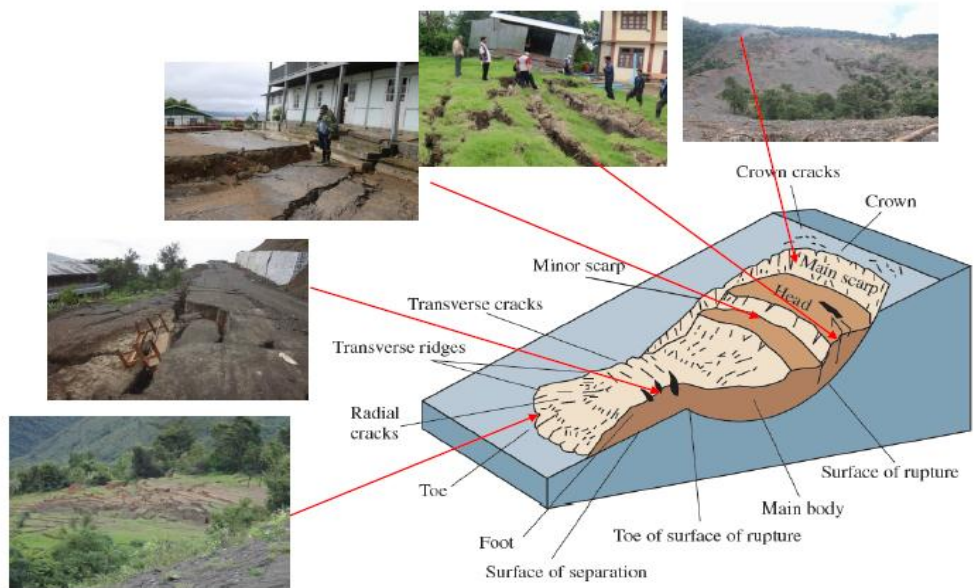 Crown cracks
Crown
Minor scarp
Main scarp
Head
Transverse cracks
Transverse ridges
Radial
cracks
Toe
Surface of rupture
Main body
Toe of surface of rupture
Foot
Surface of separation